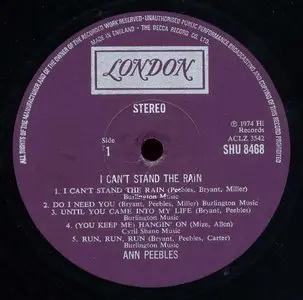 ALL RIGHTS OF THE MANUFACTURER AND OF THE OWNER OF THE RECORDED WORK RESERVED · UNAUTHORISED PUBLIC PERFORMANCE BROADCASTING AND COPYING OF THIS RECORD PROHIBITED
MADE IN ENGLAND · THE DECCA RECORD CO. LTD.
LONDON
STEREO
Side
1
℗ 1974 Hi
Records
ACLZ 3542
SHU 8468
I CAN'T STAND THE RAIN
1. I CAN'T STAND THE RAIN (Peebles, Bryant, Miller)
Burlington Music
2. DO I NEED YOU (Peebles, Bryant, Miller) Burlington Music
3. UNTIL YOU CAME INTO MY LIFE (Bryant, Peebles)
Burlington Music
4. (YOU KEEP ME) HANGIN' ON (Mize, Allen)
Cyril Shane Music
5. RUN, RUN, RUN (Bryant, Peebles, Carter)
Burlington Music
ANN PEEBLES